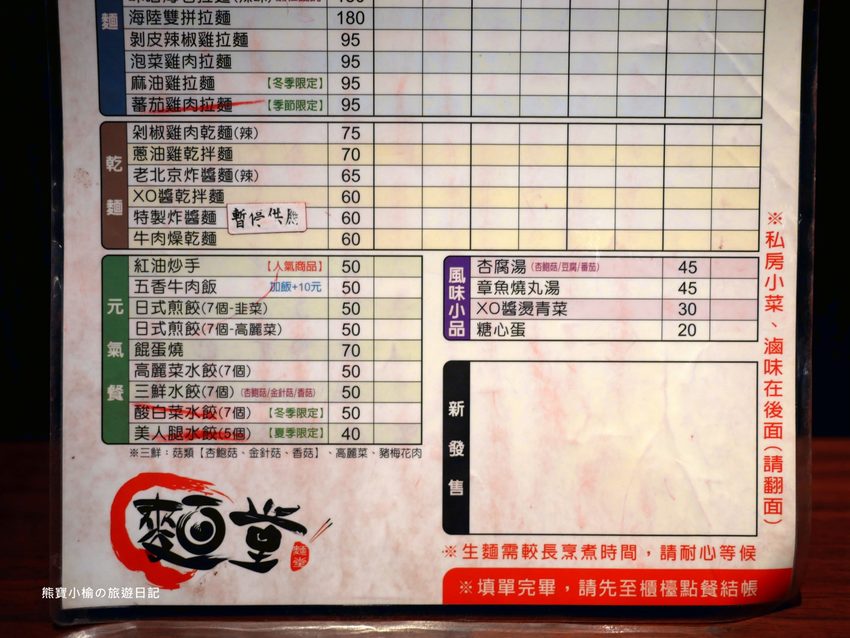 麵
海陸雙拼拉麵 180
剝皮辣椒雞拉麵 95
泡菜雞肉拉麵 95
麻油雞拉麵【冬季限定】 95
蕃茄雞肉拉麵【季節限定】 95
乾麵
剁椒雞肉乾麵(辣) 75
蔥油雞乾拌麵 70
老北京炸醬麵(辣) 65
XO醬乾拌麵 60
特製炸醬麵 暫停供應 60
牛肉燥乾麵 60
元氣餐
紅油炒手【人氣商品】 50
五香牛肉飯 加飯+10元 50
日式煎餃(7個-韭菜) 50
日式煎餃(7個-高麗菜) 50
餛蛋燒 70
高麗菜水餃(7個) 50
三鮮水餃(7個)(杏鮑菇/金針菇/香菇) 50
酸白菜水餃(7個)【冬季限定】 50
美人腿水餃(5個)【夏季限定】 40
※三鮮：菇類【杏鮑菇、金針菇、香菇】、高麗菜、豬梅花肉
風味小品
杏腐湯(杏鮑菇/豆腐/番茄) 45
章魚燒丸湯 45
XO醬燙青菜 30
糖心蛋 20
新發售
※私房小菜、滷味在後面(請翻面)
※生麵需較長烹煮時間，請耐心等候
※填單完畢，請先至櫃檯點餐結帳
麵堂
麵堂
熊寶小榆の旅遊日記